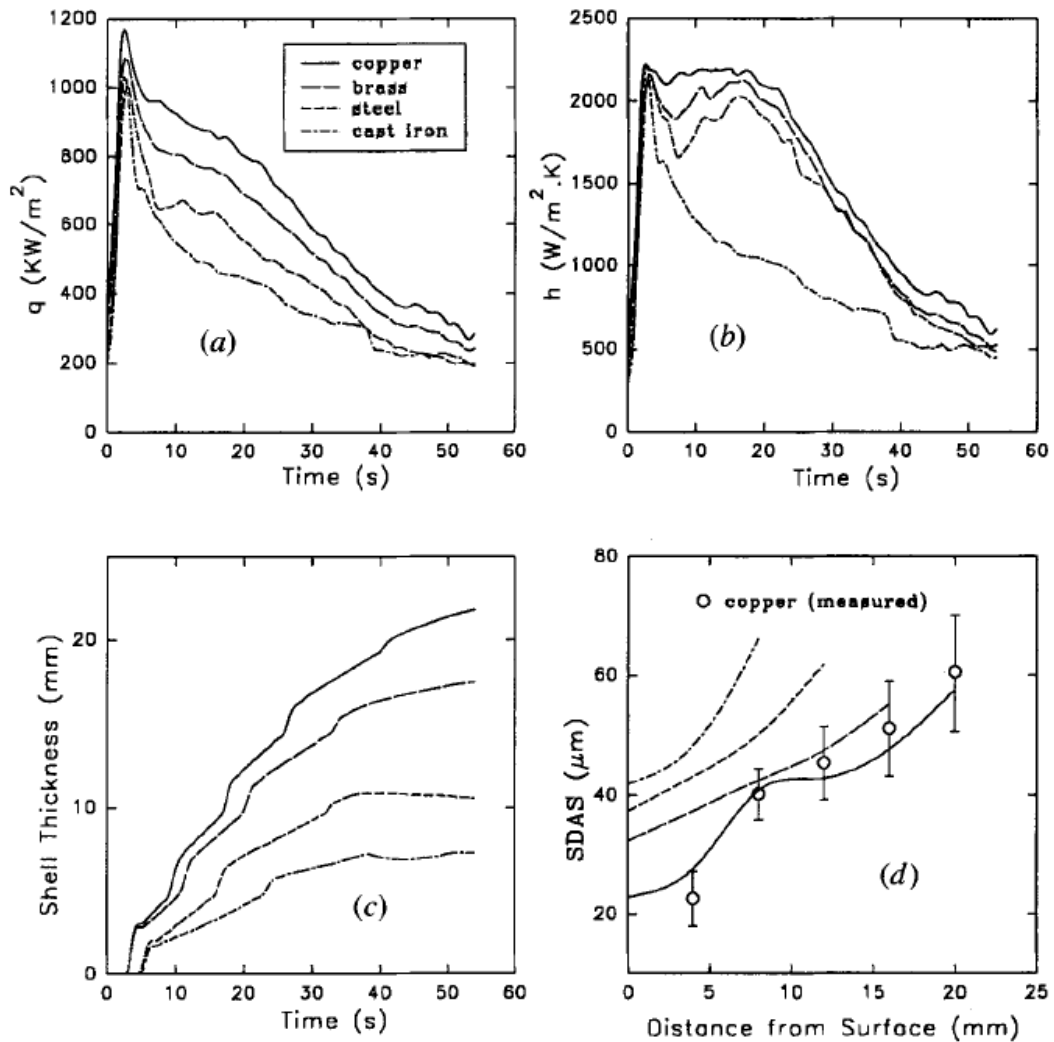 1200
1000
800
600
400
200
0
q (KW/m²)
copper
brass
steel
cast iron
(a)
0 10 20 30 40 50 60
Time (s)
2500
2000
1500
1000
500
0
h (W/m².K)
(b)
0 10 20 30 40 50 60
Time (s)
20
10
0
Shell Thickness (mm)
(c)
0 10 20 30 40 50 60
Time (s)
80
60
40
20
SDAS (μm)
copper (measured)
(d)
0 5 10 15 20 25
Distance from Surface (mm)